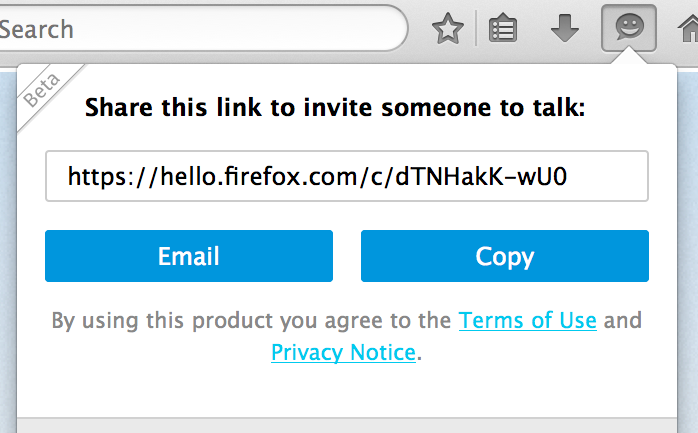 Search
Beta
Share this link to invite someone to talk:
https://hello.firefox.com/c/dTNHakK-wU0
Email
Copy
By using this product you agree to the Terms of Use and
Privacy Notice.